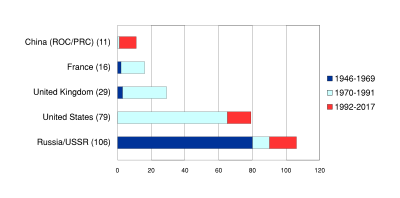 China (ROC/PRC) (11)
France (16)
United Kingdom (29)
United States (79)
Russia/USSR (106)
1946-1969
1970-1991
1992-2017
0 20 40 60 80 100 120